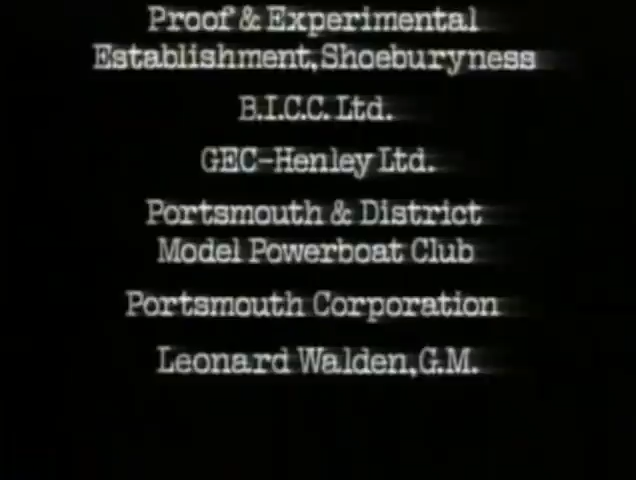 Proof & Experimental
Establishment, Shoeburyness
B.I.C.C. Ltd.
GEC-Henley Ltd.
Portsmouth & District
Model Powerboat Club
Portsmouth Corporation
Leonard Walden, G.M.